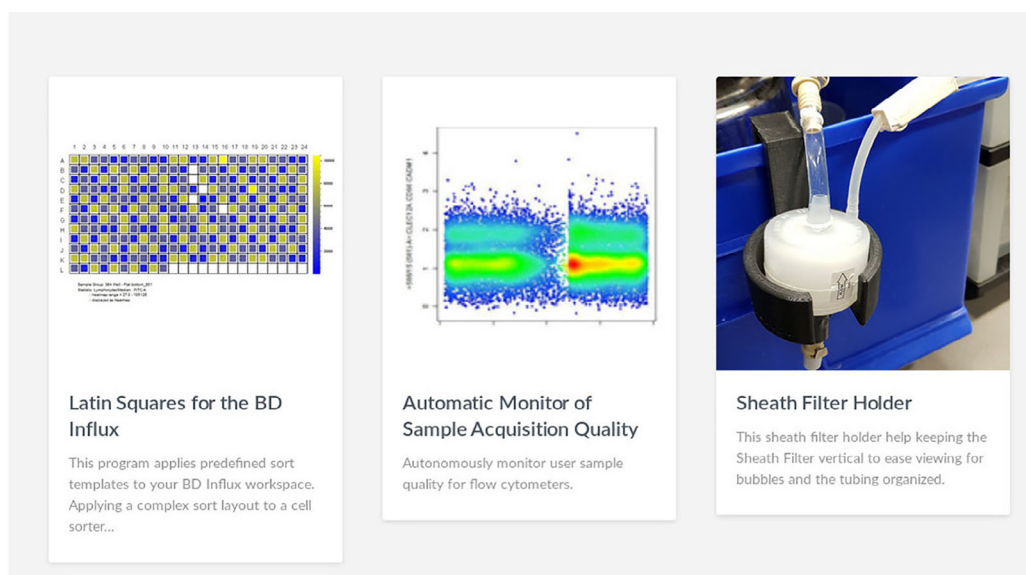 1 2 3 4 5 6 7 8 9 10 11 12 13 14 15 16 17 18 19 20 21 22 23 24
A
B
C
D
E
F
G
H
I
J
K
L
Latin Squares for the BD
Influx
This program applies predefined sort
templates to your BD Influx workspace.
Applying a complex sort layout to a cell
sorter...
Automatic Monitor of
Sample Acquisition Quality
Autonomously monitor user sample
quality for flow cytometers.
Sheath Filter Holder
This sheath filter holder help keeping the
Sheath Filter vertical to ease viewing for
bubbles and the tubing organized.